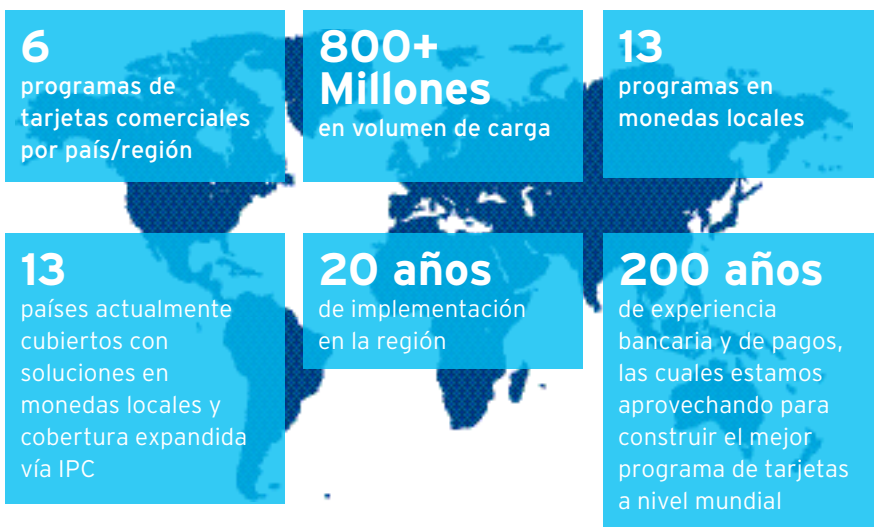 6
programas de
tarjetas comerciales
por país/región
800+
Millones
en volumen de carga
13
programas en
monedas locales
13
países actualmente
cubiertos con
soluciones en
monedas locales y
cobertura expandida
vía IPC
20 años
de implementación
en la región
200 años
de experiencia
bancaria y de pagos,
las cuales estamos
aprovechando para
construir el mejor
programa de tarjetas
a nivel mundial